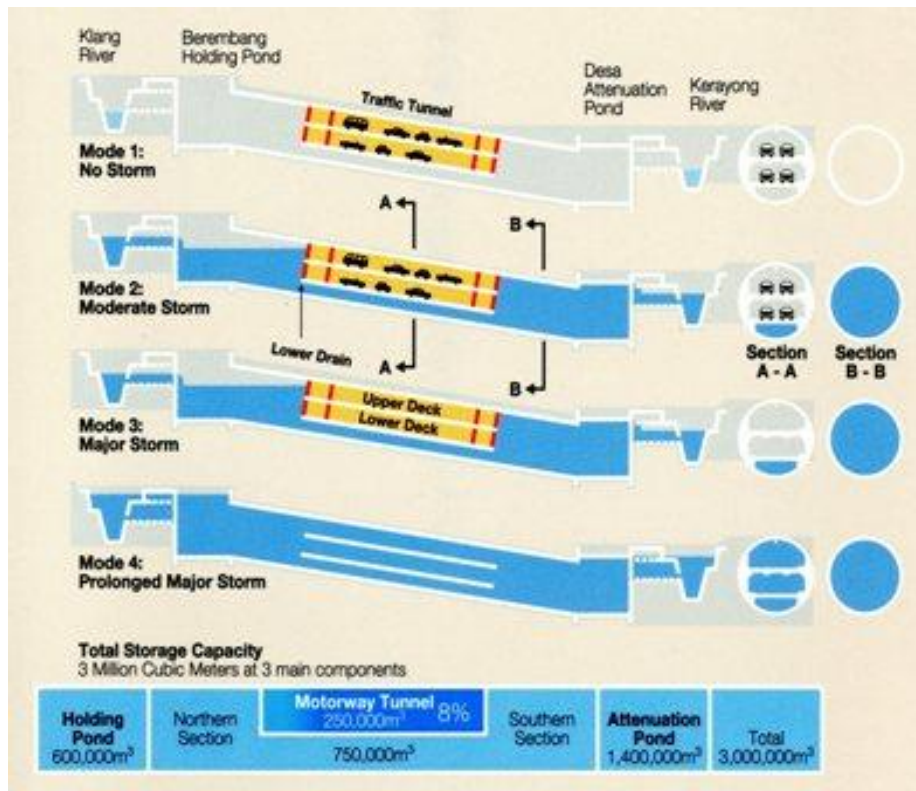 Klang
River
Berembang
Holding Pond
Desa
Attenuation
Pond
Kerayong
River
Traffic Tunnel
Mode 1:
No Storm
A
B
Mode 2:
Moderate Storm
Lower Drain
A
B
Section
A - A
Section
B - B
Upper Deck
Lower Deck
Mode 3:
Major Storm
Mode 4:
Prolonged Major Storm
Total Storage Capacity
3 Million Cubic Meters at 3 main components
Holding
Pond
600,000m³
Northern
Section
Motorway Tunnel
250,000m³ 8%
750,000m³
Southern
Section
Attenuation
Pond
1,400,000m³
Total
3,000,000m³